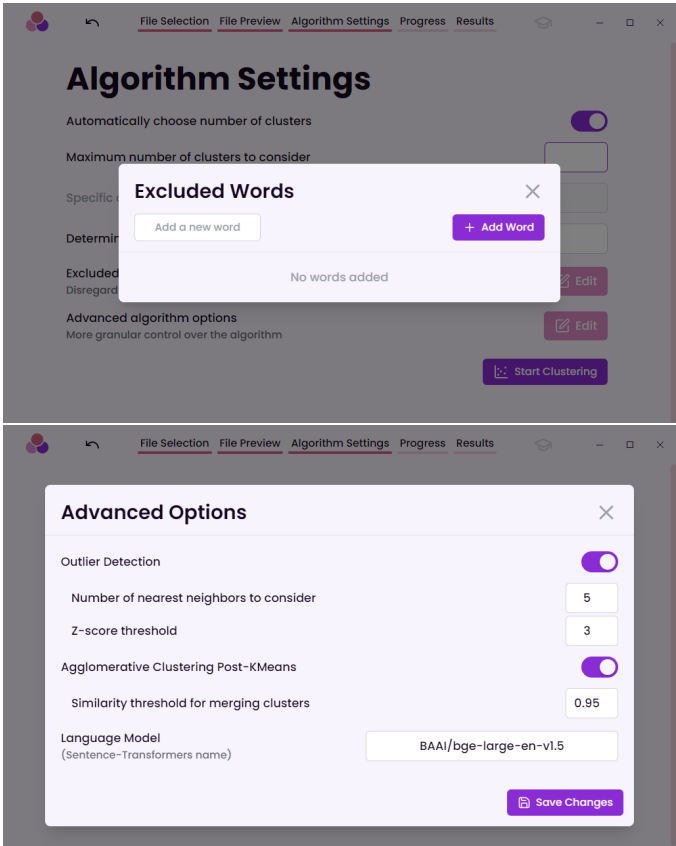 File Selection File Preview Algorithm Settings Progress Results
Algorithm Settings
Automatically choose number of clusters
Maximum number of clusters to consider
Specific
Excluded Words
Add a new word
Add Word
No words added
Determin
Excluded
Edit
Disregard
Advanced algorithm options
More granular control over the algorithm
Edit
Start Clustering
File Selection File Preview Algorithm Settings Progress Results
Advanced Options
Outlier Detection
Number of nearest neighbors to consider 5
Z-score threshold 3
Agglomerative Clustering Post-KMeans
Similarity threshold for merging clusters 0.95
Language Model
(Sentence-Transformers name)
BAAI/bge-large-en-v1.5
Save Changes